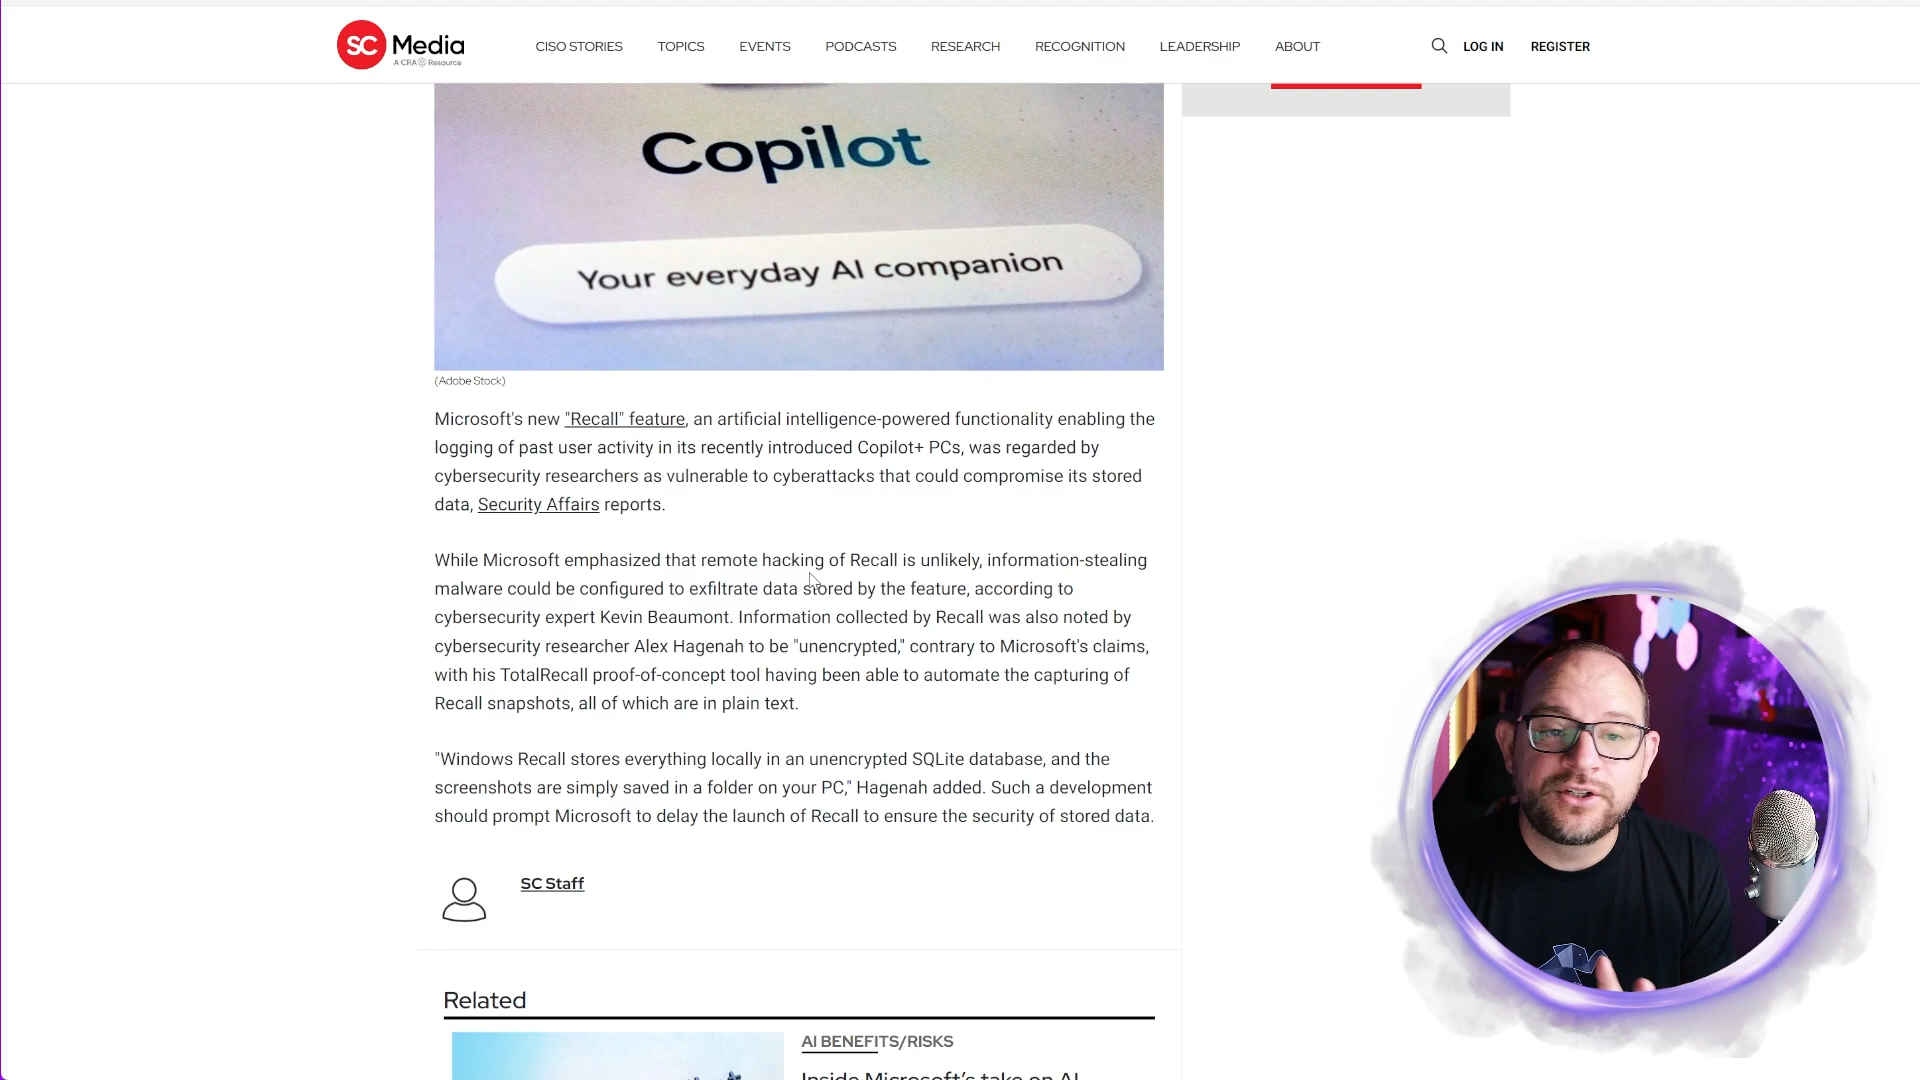 SC Media
A CRA Resource
CISO STORIES TOPICS EVENTS PODCASTS RESEARCH RECOGNITION LEADERSHIP ABOUT LOG IN REGISTER
Copilot
Your everyday AI companion
(Adobe Stock)
Microsoft's new "Recall" feature, an artificial intelligence-powered functionality enabling the
logging of past user activity in its recently introduced Copilot+ PCs, was regarded by
cybersecurity researchers as vulnerable to cyberattacks that could compromise its stored
data, Security Affairs reports.
While Microsoft emphasized that remote hacking of Recall is unlikely, information-stealing
malware could be configured to exfiltrate data stored by the feature, according to
cybersecurity expert Kevin Beaumont. Information collected by Recall was also noted by
cybersecurity researcher Alex Hagenah to be "unencrypted," contrary to Microsoft's claims,
with his TotalRecall proof-of-concept tool having been able to automate the capturing of
Recall snapshots, all of which are in plain text.
"Windows Recall stores everything locally in an unencrypted SQLite database, and the
screenshots are simply saved in a folder on your PC," Hagenah added. Such a development
should prompt Microsoft to delay the launch of Recall to ensure the security of stored data.
SC Staff
Related
AI BENEFITS/RISKS
Inside Microsoft's take on AI